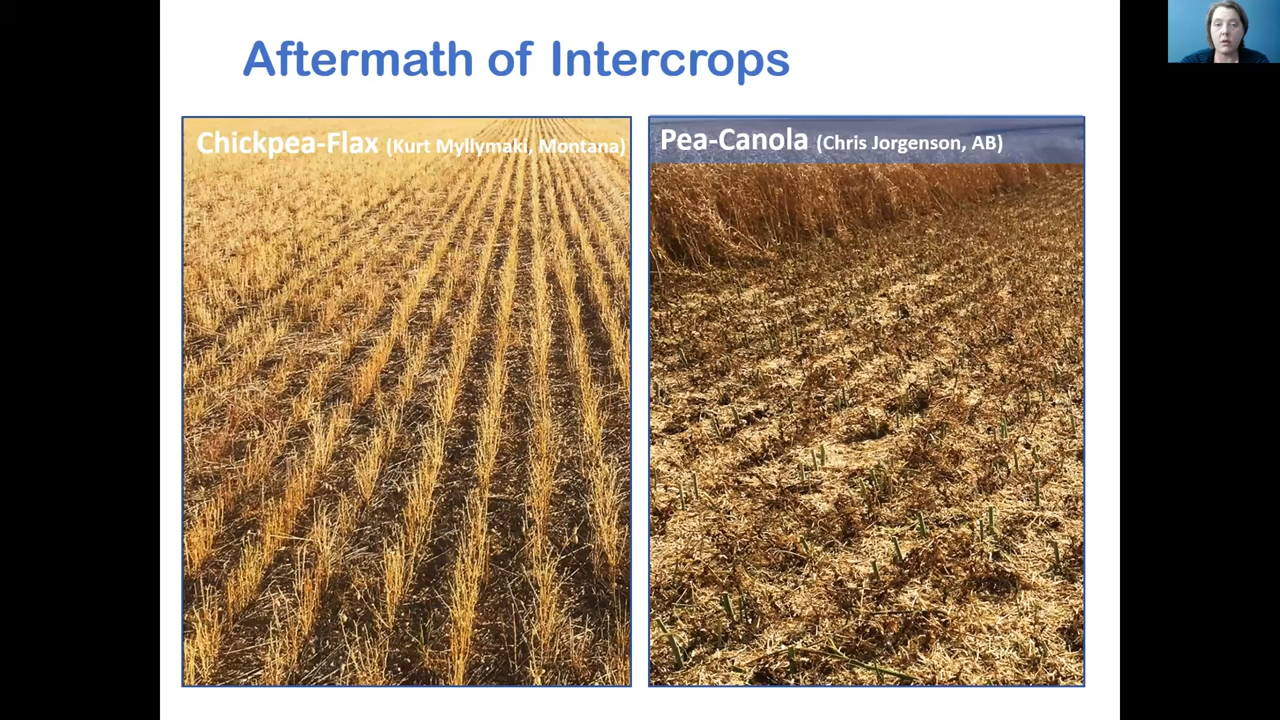 Aftermath of Intercrops
Chickpea-Flax (Kurt Myllymaki, Montana)
Pea-Canola (Chris Jorgenson, AB)